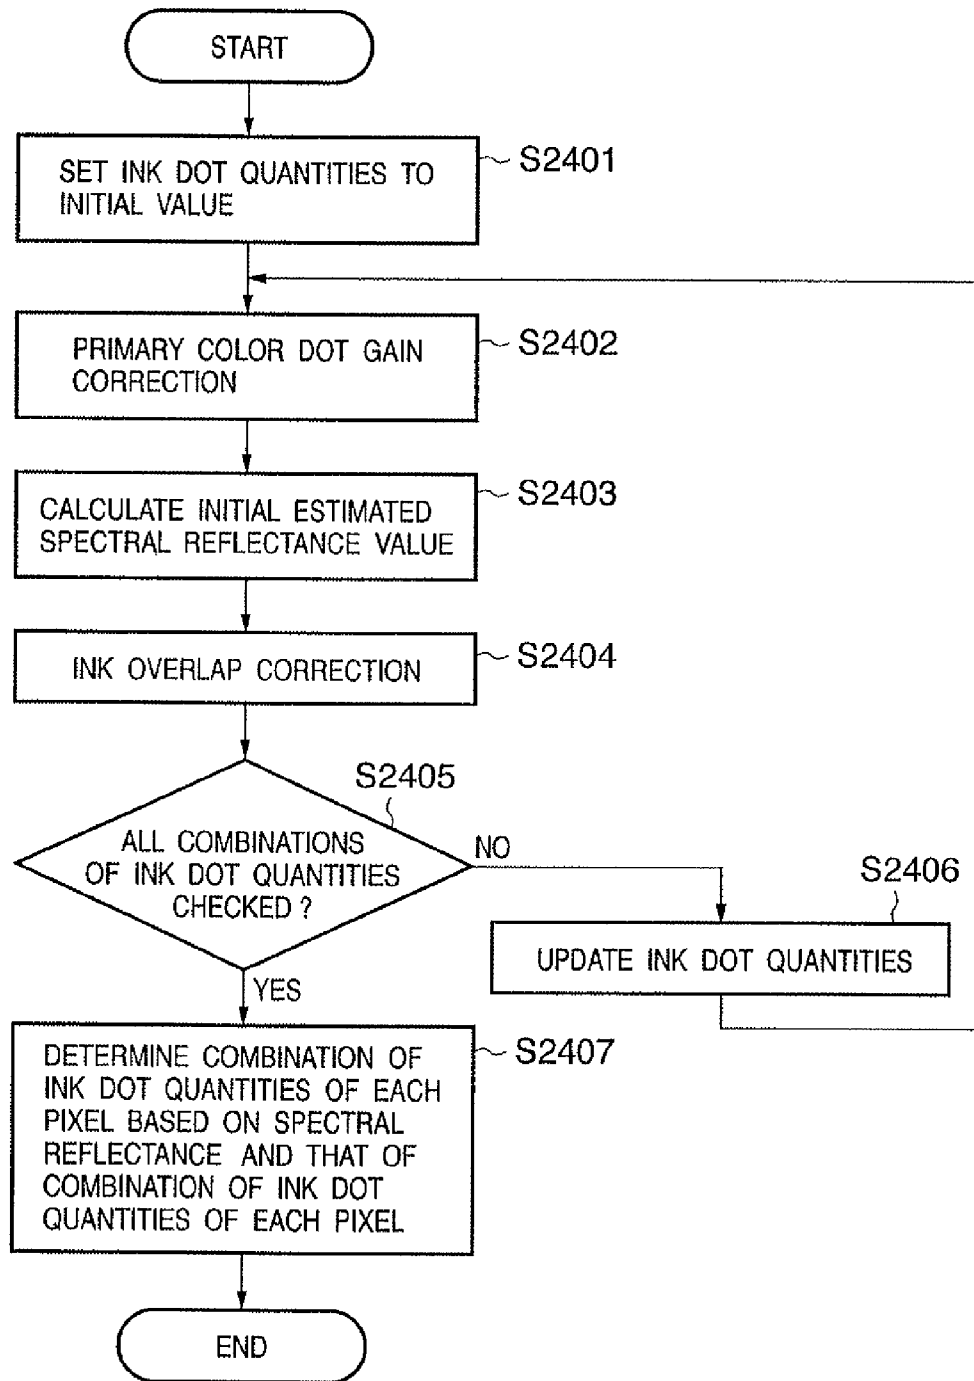 START
SET INK DOT QUANTITIES TO
INITIAL VALUE
S2401
PRIMARY COLOR DOT GAIN
CORRECTION
S2402
CALCULATE INITIAL ESTIMATED
SPECTRAL REFLECTANCE VALUE
S2403
INK OVERLAP CORRECTION
S2404
S2405
ALL COMBINATIONS
OF INK DOT QUANTITIES
CHECKED ?
NO
S2406
UPDATE INK DOT QUANTITIES
YES
DETERMINE COMBINATION OF
INK DOT QUANTITIES OF EACH
PIXEL BASED ON SPECTRAL
REFLECTANCE AND THAT OF
COMBINATION OF INK DOT
QUANTITIES OF EACH PIXEL
S2407
END